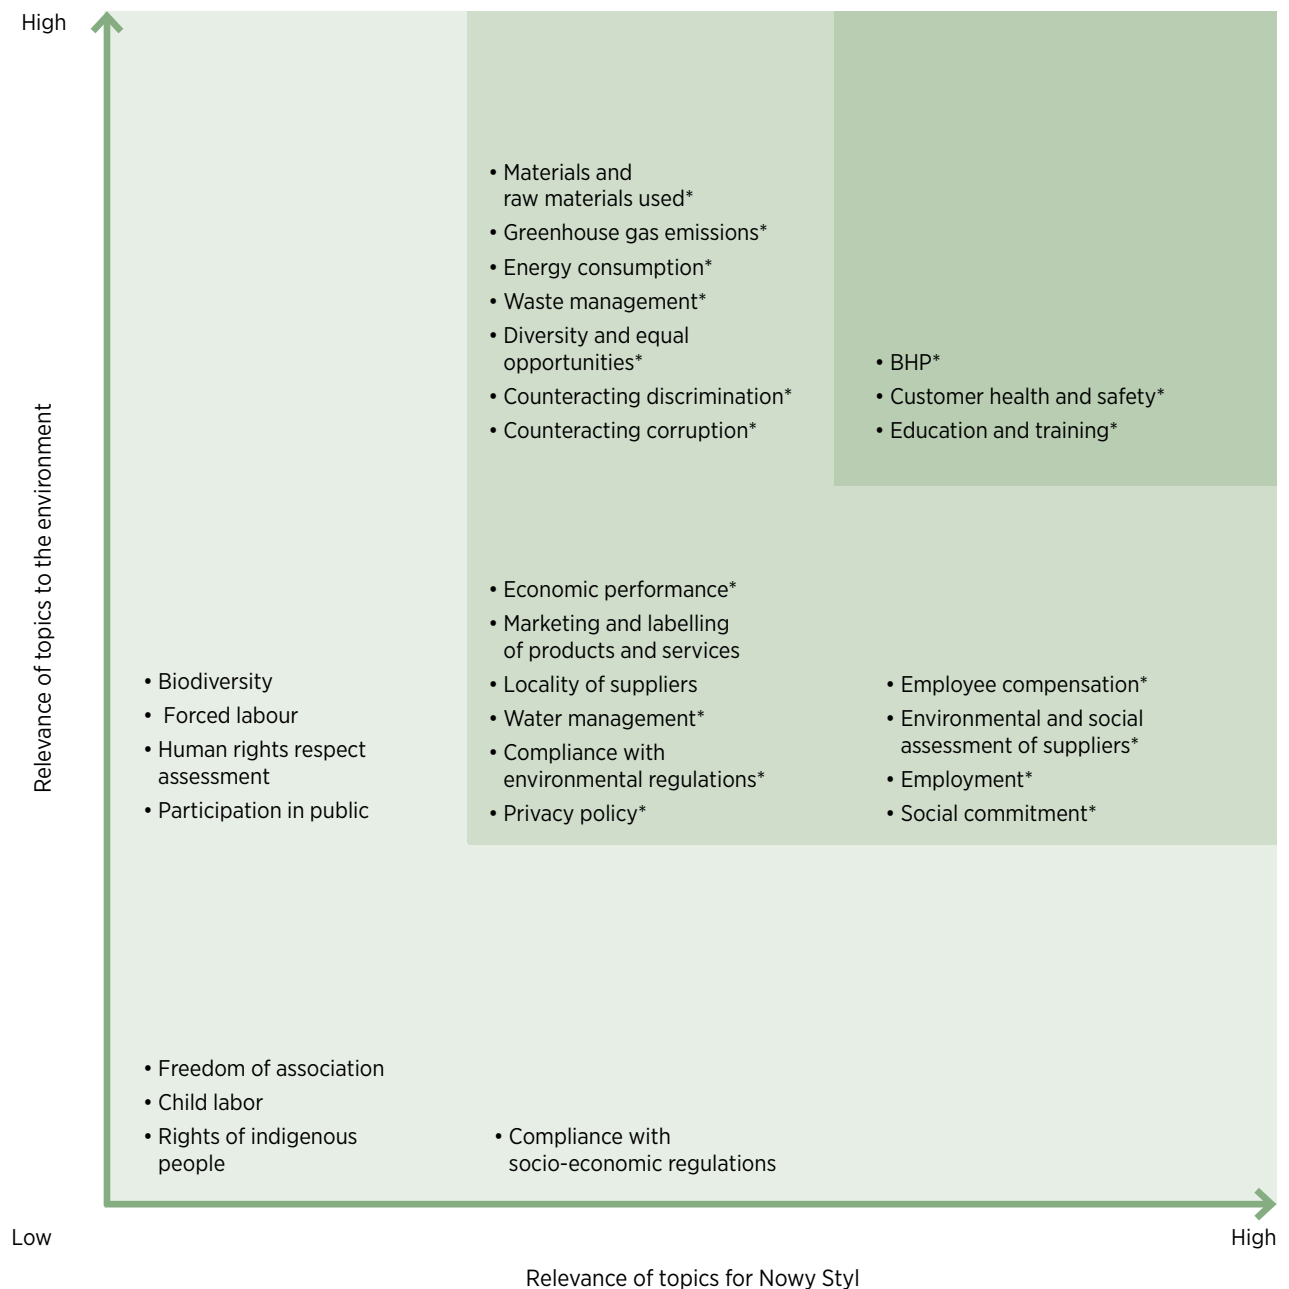 High
Relevance of topics to the environment
• Materials and
raw materials used*
• Greenhouse gas emissions*
• Energy consumption*
• Waste management*
• Diversity and equal
opportunities*
• Counteracting discrimination*
• Counteracting corruption*
• BHP*
• Customer health and safety*
• Education and training*
• Biodiversity
• Forced labour
• Human rights respect
assessment
• Participation in public
• Economic performance*
• Marketing and labelling
of products and services
• Locality of suppliers
• Water management*
• Compliance with
environmental regulations*
• Privacy policy*
• Employee compensation*
• Environmental and social
assessment of suppliers*
• Employment*
• Social commitment*
• Freedom of association
• Child labor
• Rights of indigenous
people
• Compliance with
socio-economic regulations
Low
High
Relevance of topics for Nowy Styl